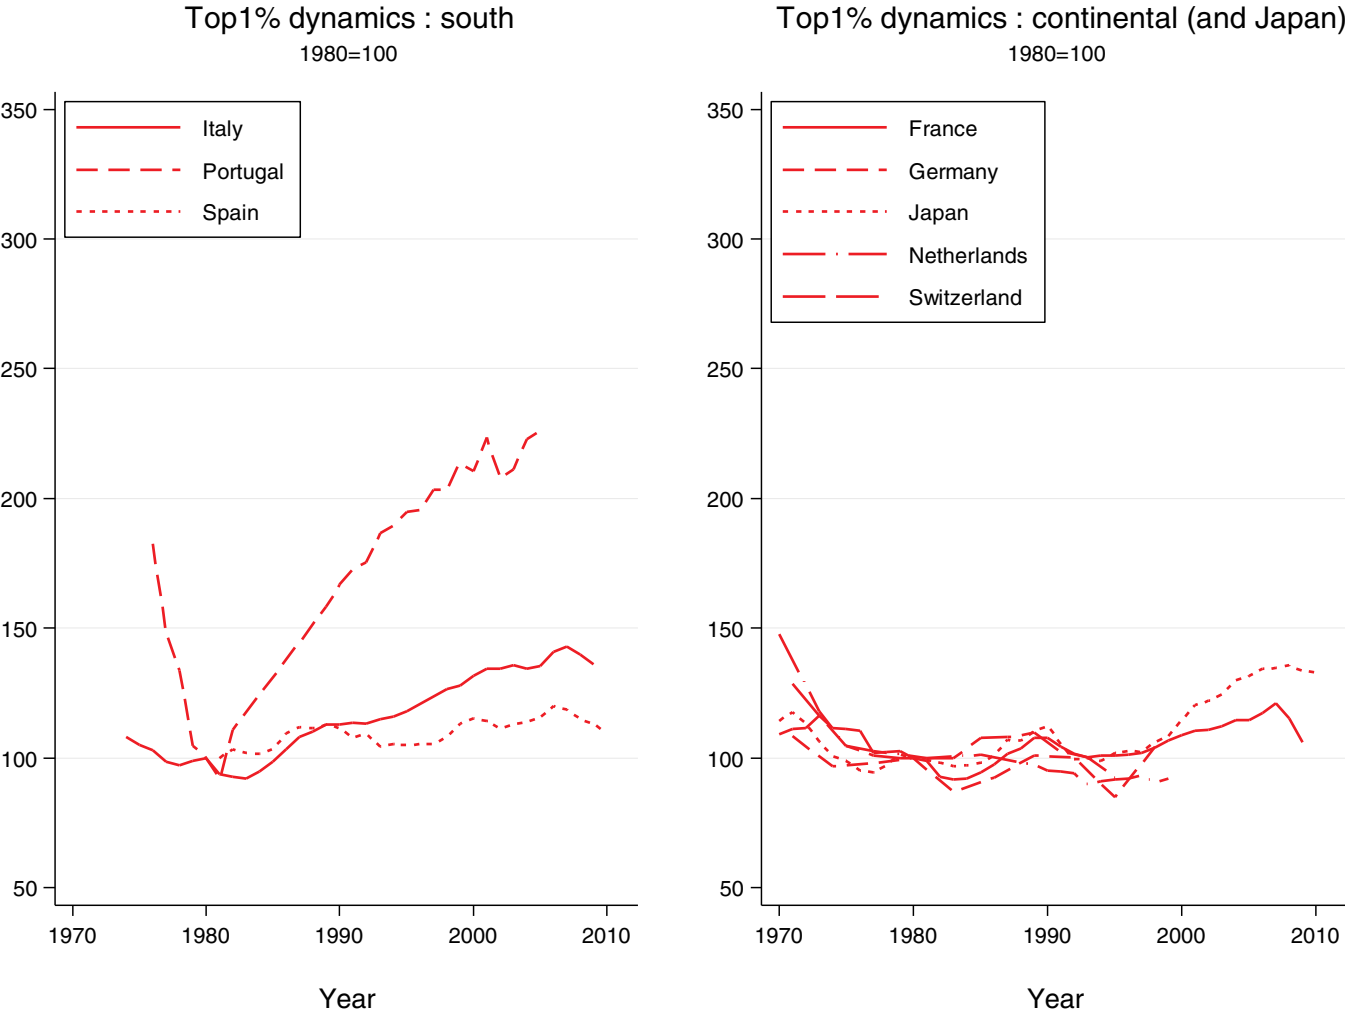 Top1% dynamics : south
1980=100
350
300
250
200
150
100
50
Italy
Portugal
Spain
1970
1980
1990
2000
2010
Year
Top1% dynamics : continental (and Japan)
1980=100
350
300
250
200
150
100
50
France
Germany
Japan
Netherlands
Switzerland
1970
1980
1990
2000
2010
Year